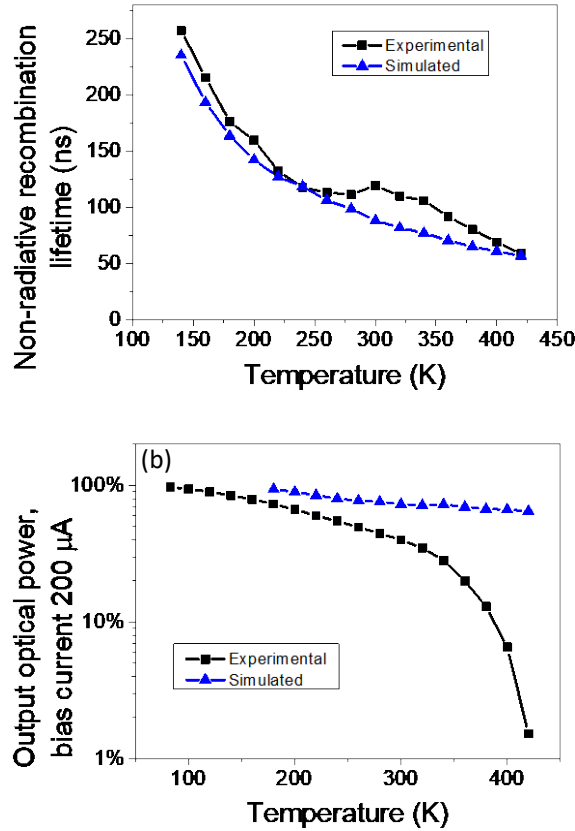 Non-radiative recombination
lifetime (ns)
250
200
150
100
50
0
100 150 200 250 300 350 400 450
Temperature (K)
Experimental
Simulated
(b)
Output optical power,
bias current 200 µA
100%
10%
1%
Experimental
Simulated
100 200 300 400
Temperature (K)